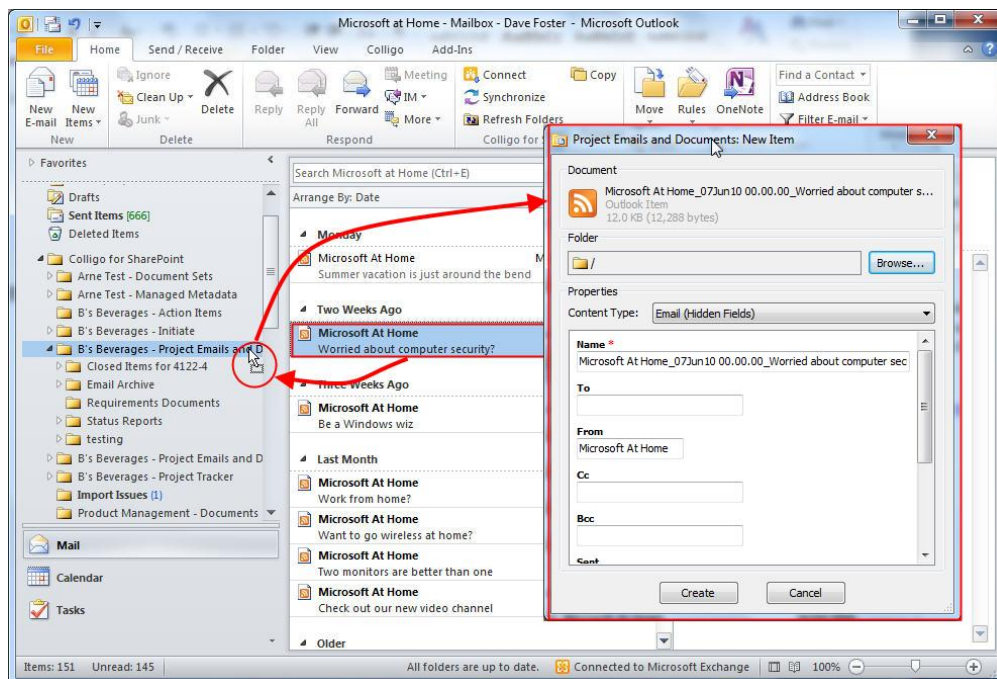 Microsoft at Home - Mailbox - Dave Foster - Microsoft Outlook
File Home Send / Receive Folder View Colligo Add-Ins
Ignore
Clean Up
Junk
New E-mail
New Items
Delete
Reply
Reply All
Forward
Meeting
IM
More
Connect
Synchronize
Refresh Folders
Copy
Move
Rules
OneNote
Find a Contact
Address Book
Filter E-mail
New
Delete
Respond
Colligo for
Favorites
Drafts
Sent Items [666]
Deleted Items
Colligo for SharePoint
Arne Test - Document Sets
Arne Test - Managed Metadata
B's Beverages - Action Items
B's Beverages - Initiate
B's Beverages - Project Emails and D
Closed Items for 4122-4
Email Archive
Requirements Documents
Status Reports
testing
B's Beverages - Project Emails and D
B's Beverages - Project Tracker
Import Issues (1)
Product Management - Documents
Mail
Calendar
Tasks
Search Microsoft at Home (Ctrl+E)
Arrange By: Date
Monday
Microsoft At Home M
Summer vacation is just around the bend
Two Weeks Ago
Microsoft At Home
Worried about computer security?
Three Weeks Ago
Microsoft At Home
Be a Windows wiz
Last Month
Microsoft At Home
Work from home?
Microsoft At Home
Want to go wireless at home?
Microsoft At Home
Two monitors are better than one
Microsoft At Home
Check out our new video channel
Older
Project Emails and Documents: New Item
Document
Microsoft At Home_07Jun10 00.00.00_Worried about computer s...
Outlook Item
12.0 KB (12,288 bytes)
Folder
/
Browse...
Properties
Content Type: Email (Hidden Fields)
Name *
Microsoft At Home_07Jun10 00.00.00_Worried about computer sec
To
From
Microsoft At Home
Cc
Bcc
Sent
Create
Cancel
Items: 151 Unread: 145 All folders are up to date. Connected to Microsoft Exchange 100%